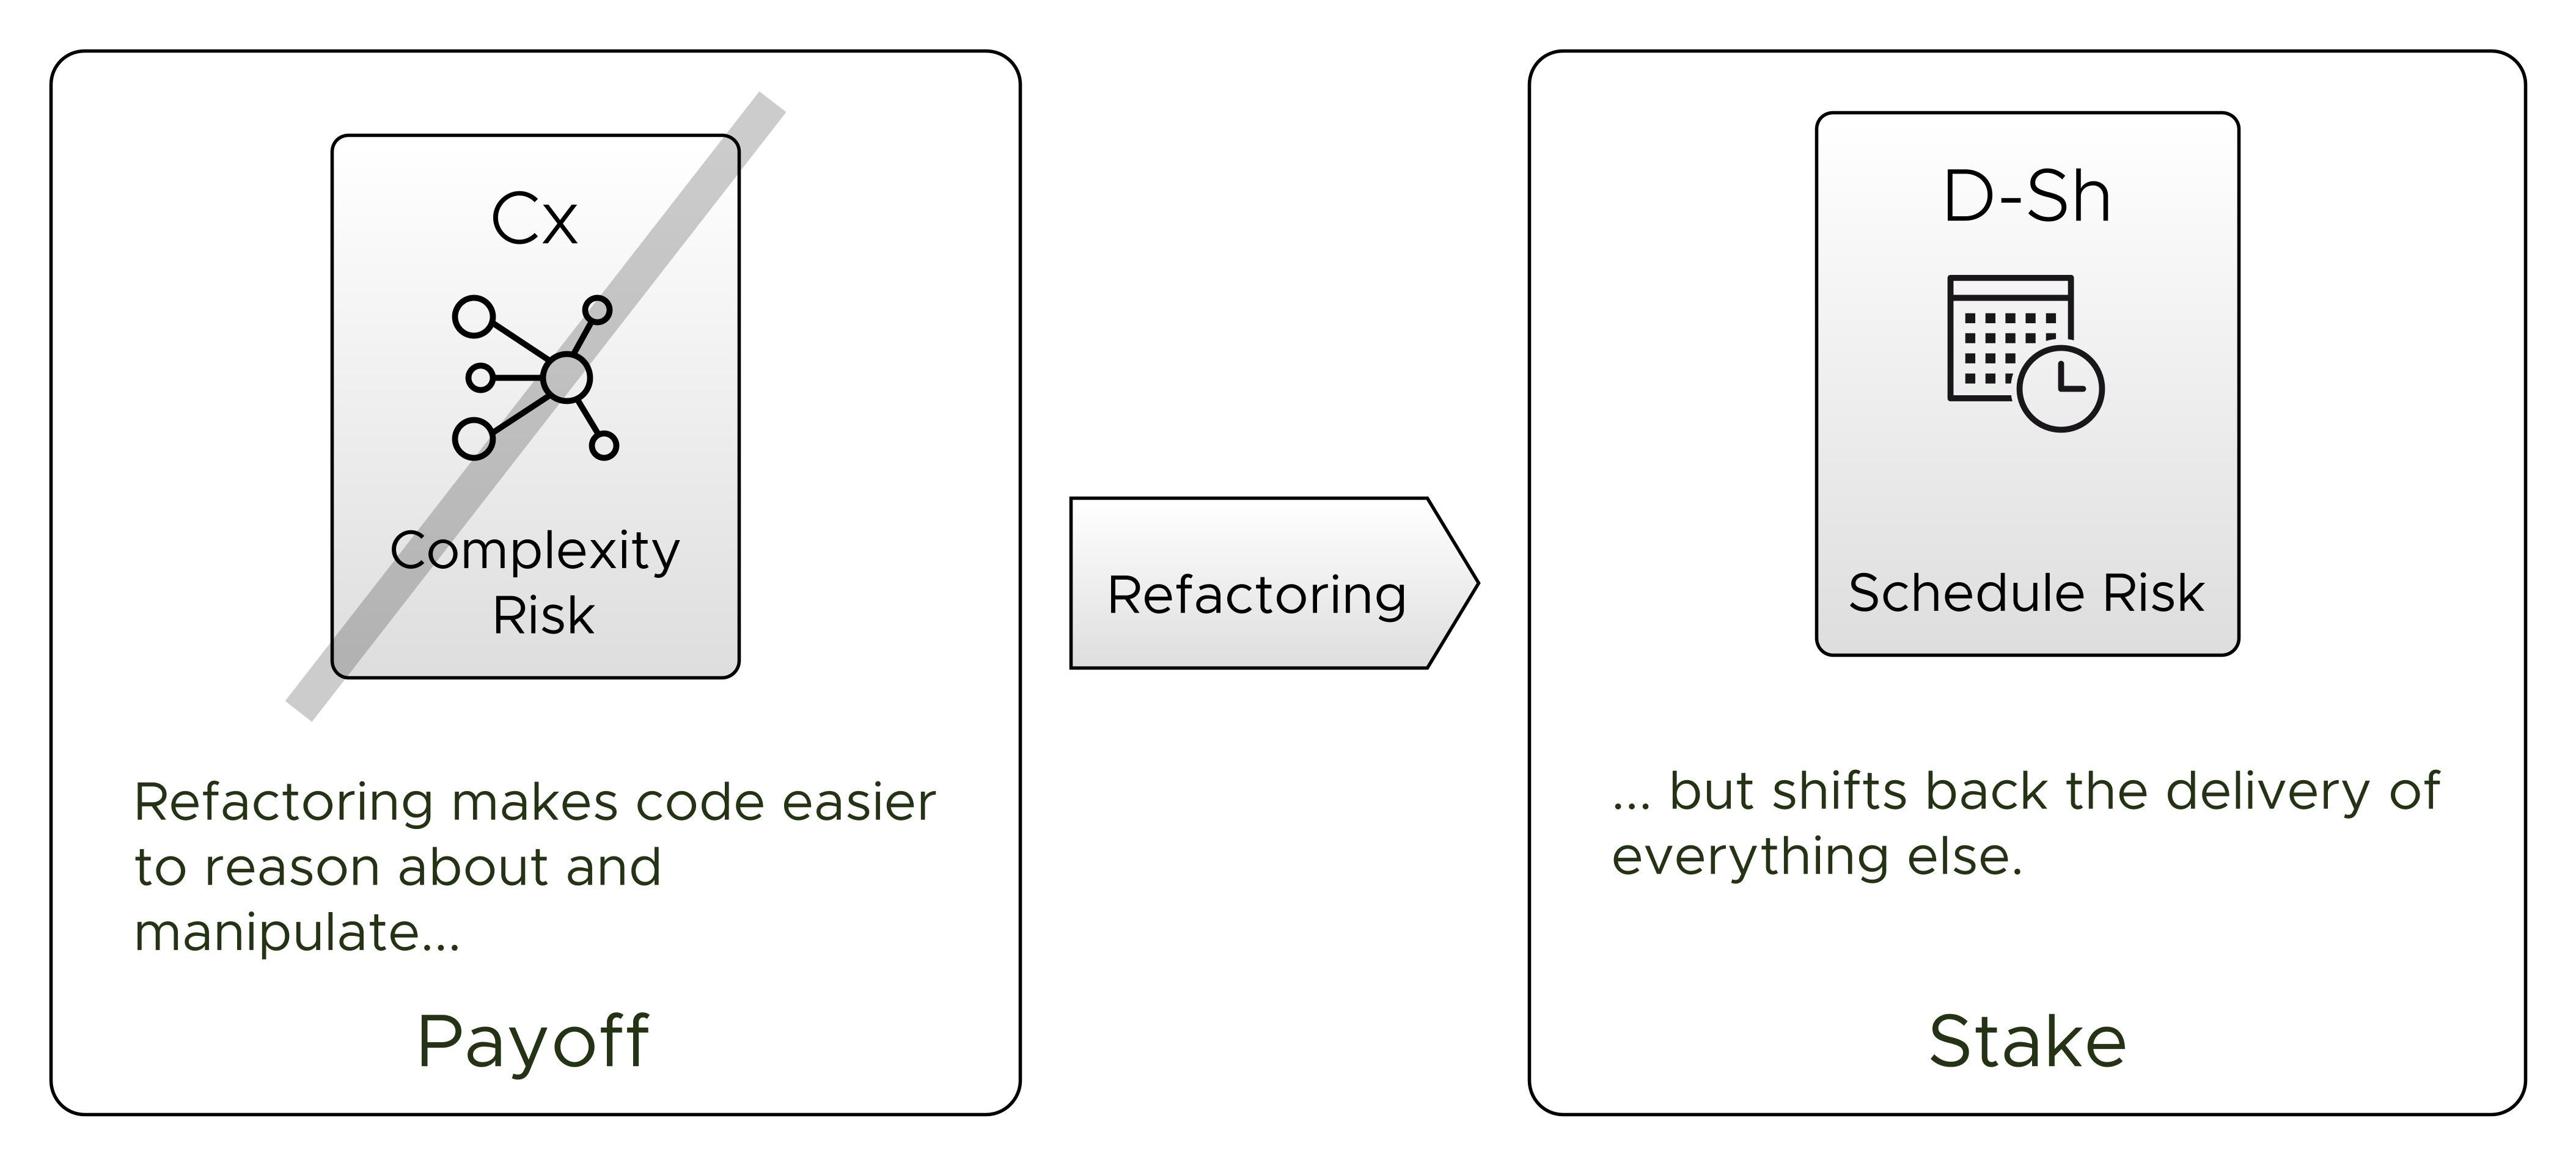 Cx
Complexity
Risk
Refactoring makes code easier
to reason about and
manipulate...
Payoff
Refactoring
D-Sh
Schedule Risk
... but shifts back the delivery of
everything else.
Stake